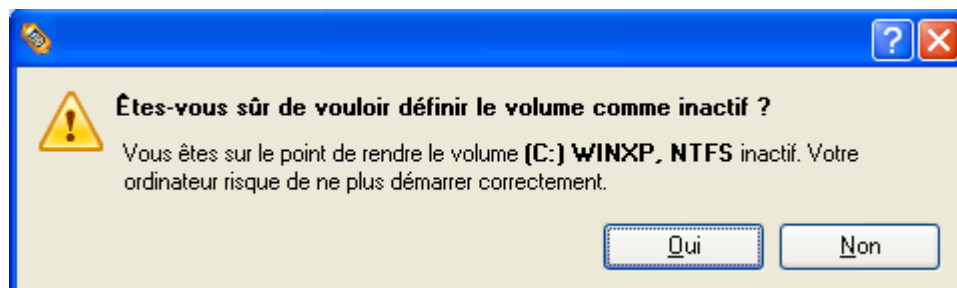 Êtes-vous sûr de vouloir définir le volume comme inactif ?
Vous êtes sur le point de rendre le volume (C:) WINXP, NTFS inactif. Votre
ordinateur risque de ne plus démarrer correctement.
Oui
Non